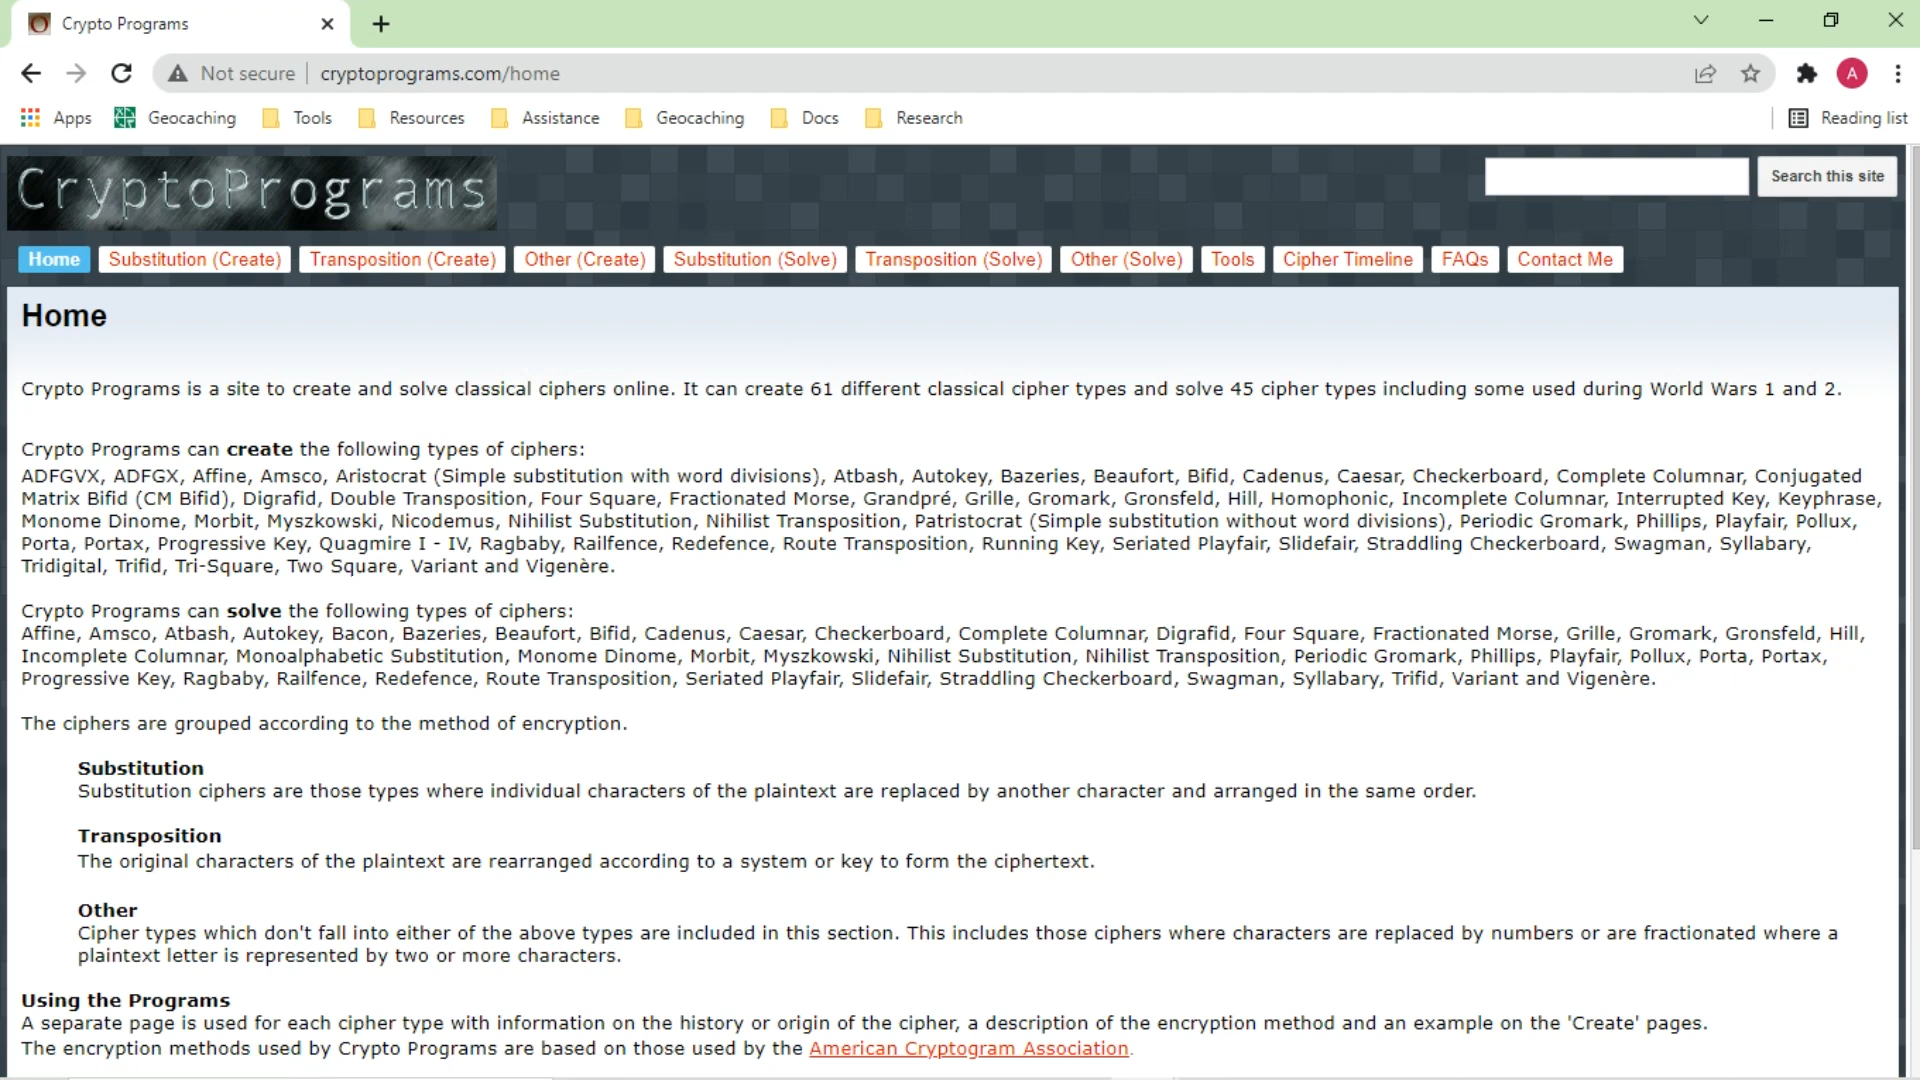 Crypto Programs
Not secure cryptoprograms.com/home
A
Apps Geocaching Tools Resources Assistance Geocaching Docs Research Reading list
CryptoPrograms
Search this site
Home Substitution (Create) Transposition (Create) Other (Create) Substitution (Solve) Transposition (Solve) Other (Solve) Tools Cipher Timeline FAQs Contact Me
Home
Crypto Programs is a site to create and solve classical ciphers online. It can create 61 different classical cipher types and solve 45 cipher types including some used during World Wars 1 and 2.
Crypto Programs can create the following types of ciphers:
ADFGVX, ADFGX, Affine, Amsco, Aristocrat (Simple substitution with word divisions), Atbash, Autokey, Bazeries, Beaufort, Bifid, Cadenus, Caesar, Checkerboard, Complete Columnar, Conjugated
Matrix Bifid (CM Bifid), Digrafid, Double Transposition, Four Square, Fractionated Morse, Grandpré, Grille, Gromark, Gronsfeld, Hill, Homophonic, Incomplete Columnar, Interrupted Key, Keyphrase,
Monome Dinome, Morbit, Myszkowski, Nicodemus, Nihilist Substitution, Nihilist Transposition, Patristocrat (Simple substitution without word divisions), Periodic Gromark, Phillips, Playfair, Pollux,
Porta, Portax, Progressive Key, Quagmire I - IV, Ragbaby, Railfence, Redefence, Route Transposition, Running Key, Seriated Playfair, Slidefair, Straddling Checkerboard, Swagman, Syllabary,
Tridigital, Trifid, Tri-Square, Two Square, Variant and Vigenère.
Crypto Programs can solve the following types of ciphers:
Affine, Amsco, Atbash, Autokey, Bacon, Bazeries, Beaufort, Bifid, Cadenus, Caesar, Checkerboard, Complete Columnar, Digrafid, Four Square, Fractionated Morse, Grille, Gromark, Gronsfeld, Hill,
Incomplete Columnar, Monoalphabetic Substitution, Monome Dinome, Morbit, Myszkowski, Nihilist Substitution, Nihilist Transposition, Periodic Gromark, Phillips, Playfair, Pollux, Porta, Portax,
Progressive Key, Ragbaby, Railfence, Redefence, Route Transposition, Seriated Playfair, Slidefair, Straddling Checkerboard, Swagman, Syllabary, Trifid, Variant and Vigenère.
The ciphers are grouped according to the method of encryption.
Substitution
Substitution ciphers are those types where individual characters of the plaintext are replaced by another character and arranged in the same order.
Transposition
The original characters of the plaintext are rearranged according to a system or key to form the ciphertext.
Other
Cipher types which don't fall into either of the above types are included in this section. This includes those ciphers where characters are replaced by numbers or are fractionated where a
plaintext letter is represented by two or more characters.
Using the Programs
A separate page is used for each cipher type with information on the history or origin of the cipher, a description of the encryption method and an example on the 'Create' pages.
The encryption methods used by Crypto Programs are based on those used by the American Cryptogram Association.